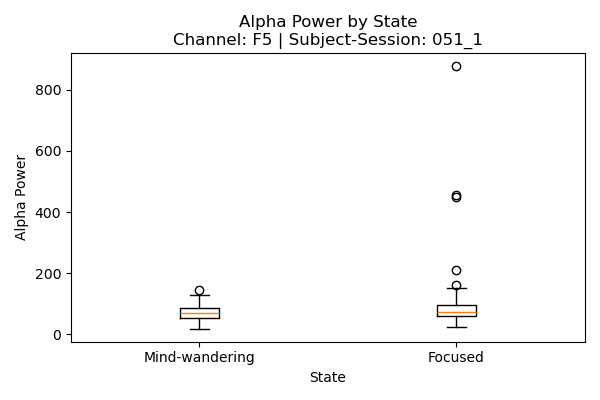 Alpha Power by State
Channel: F5 | Subject-Session: 051_1
800
600
400
200
0
Alpha Power
Mind-wandering
Focused
State